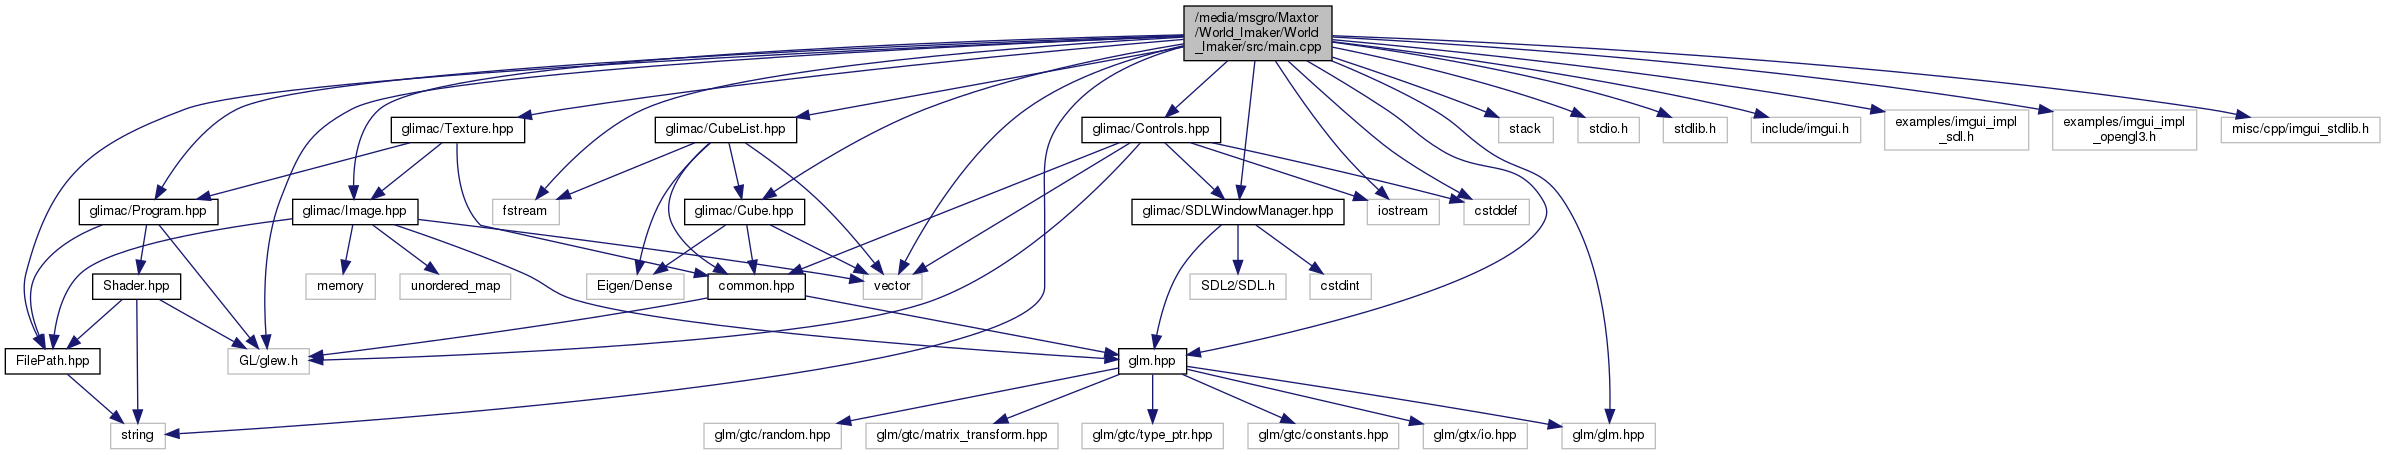 /media/msgro/Maxtor
/World_Imaker/World
_Imaker/src/main.cpp
glimac/Texture.hpp
glimac/CubeList.hpp
glimac/Controls.hpp
stack
stdio.h
stdlib.h
include/imgui.h
examples/imgui_impl
_sdl.h
examples/imgui_impl
_opengl3.h
misc/cpp/imgui_stdlib.h
glimac/Program.hpp
glimac/Image.hpp
fstream
glimac/Cube.hpp
glimac/SDLWindowManager.hpp
iostream
cstddef
Shader.hpp
memory
unordered_map
Eigen/Dense
common.hpp
vector
SDL2/SDL.h
cstdint
FilePath.hpp
GL/glew.h
glm.hpp
string
glm/gtc/random.hpp
glm/gtc/matrix_transform.hpp
glm/gtc/type_ptr.hpp
glm/gtc/constants.hpp
glm/gtx/io.hpp
glm/glm.hpp